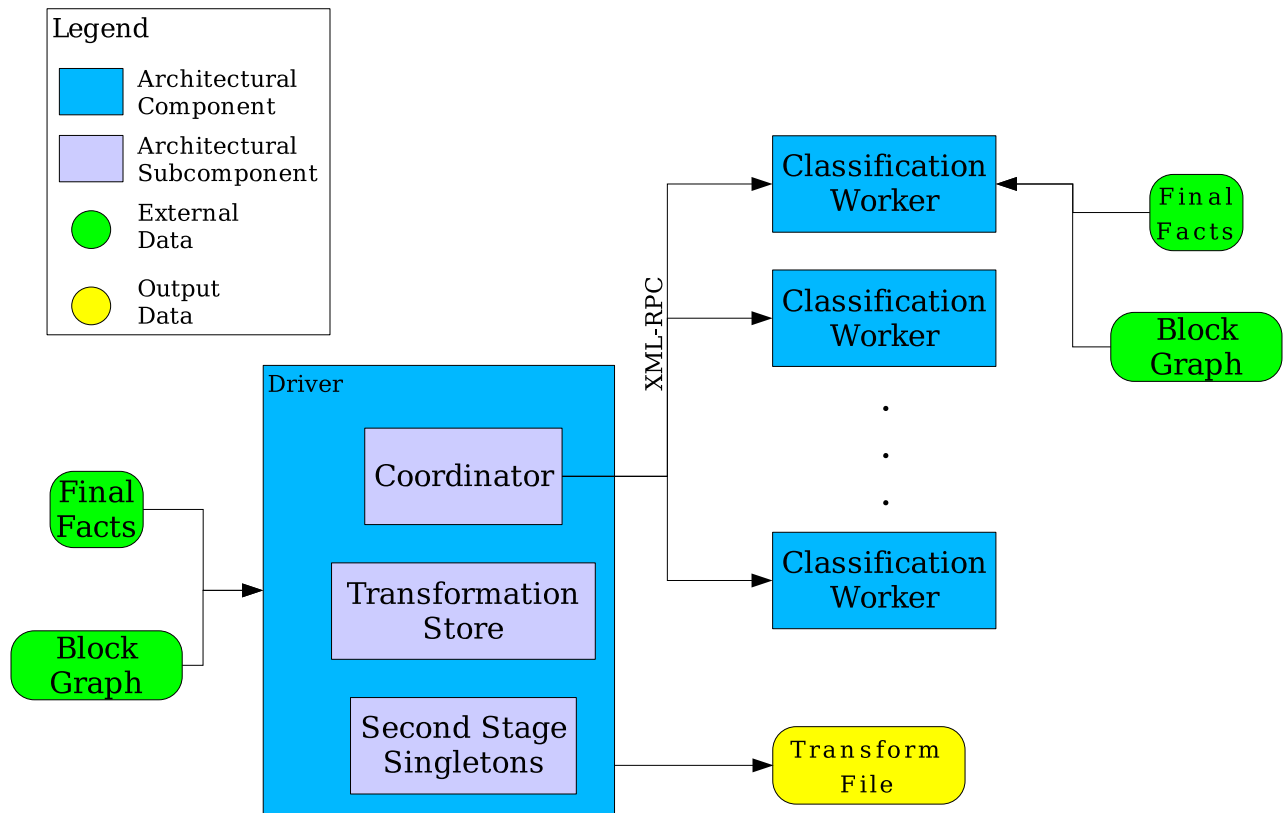 Legend
Architectural
Component
Architectural
Subcomponent
External
Data
Output
Data
Classification
Worker
Final
Facts
Classification
Worker
Block
Graph
XML-RPC
Driver
Coordinator
Final
Facts
Classification
Worker
Transformation
Store
Block
Graph
Second Stage
Singletons
Transform
File